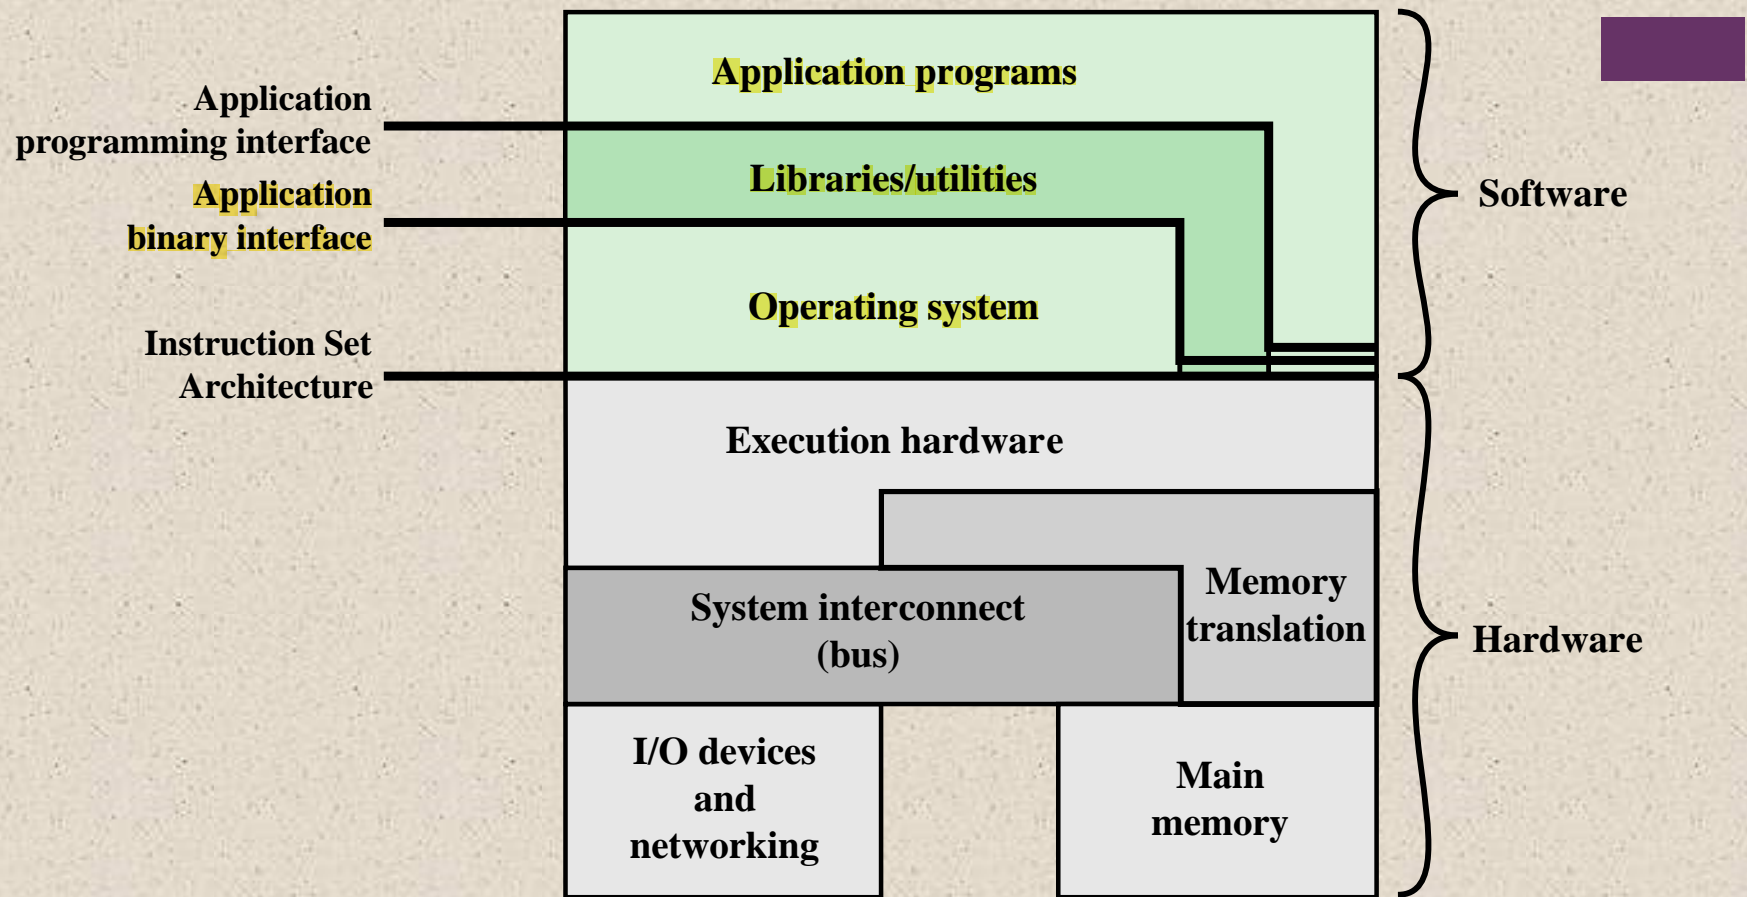 Application programs
Application
programming interface
Libraries/utilities
Application
binary interface
Software
Operating system
Instruction Set
Architecture
Execution hardware
Memory
translation
System interconnect
(bus)
Hardware
I/O devices
and
networking
Main
memory